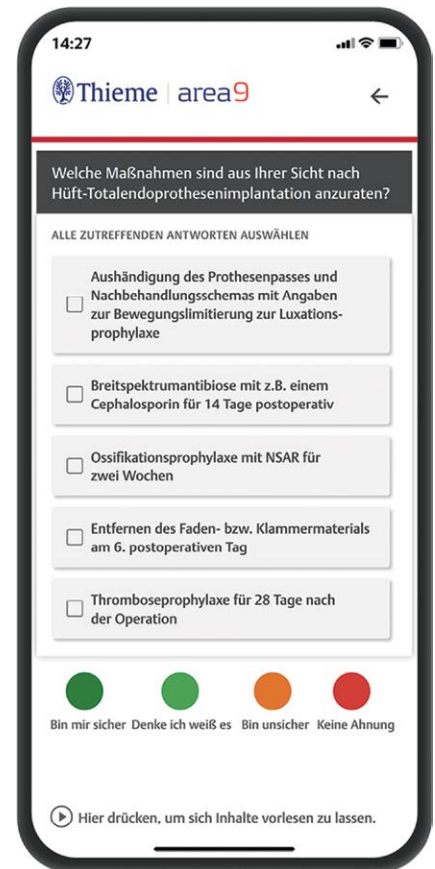 14:27
Thieme | area9
Welche Maßnahmen sind aus Ihrer Sicht nach
Hüft-Totalendoprothesenimplantation anzuraten?
ALLE ZUTREFFENDEN ANTWORTEN AUSWÄHLEN
Aushändigung des Prothesenpasses und
Nachbehandlungsschemas mit Angaben
zur Bewegungslimitierung zur Luxations-
prophylaxe
Breitspektrumantibiose mit z.B. einem
Cephalosporin für 14 Tage postoperativ
Ossifikationsprophylaxe mit NSAR für
zwei Wochen
Entfernen des Faden- bzw. Klammermaterials
am 6. postoperativen Tag
Thromboseprophylaxe für 28 Tage nach
der Operation
Bin mir sicher Denke ich weiß es Bin unsicher Keine Ahnung
Hier drücken, um sich Inhalte vorlesen zu lassen.